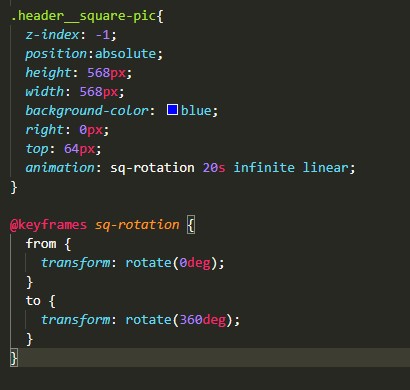 .header__square-pic{
z-index: -1;
position:absolute;
height: 568px;
width: 568px;
background-color: blue;
right: 0px;
top: 64px;
animation: sq-rotation 20s infinite linear;
}
@keyframes sq-rotation {
from {
transform: rotate(0deg);
}
to {
transform: rotate(360deg);
}
}